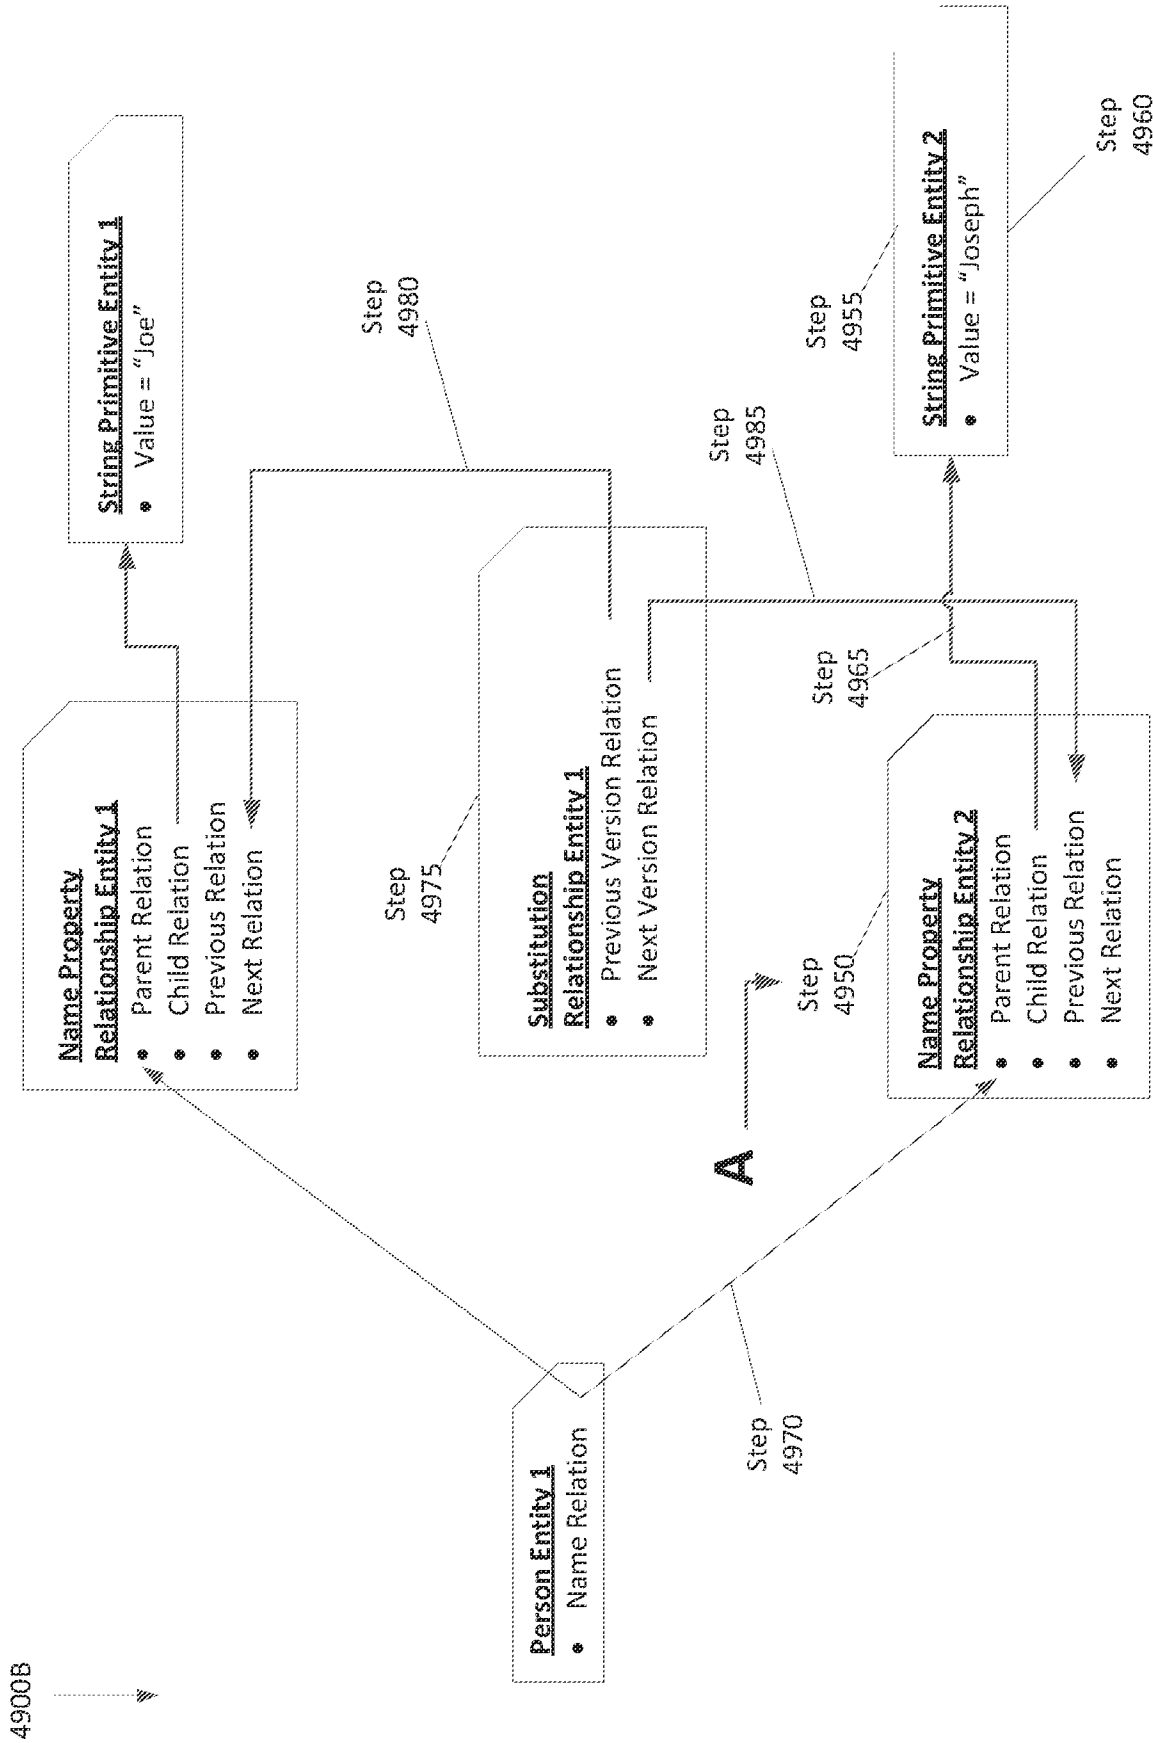 4900B
Person Entity 1
• Name Relation
Name Property
Relationship Entity 1
• Parent Relation
• Child Relation
• Previous Relation
• Next Relation
String Primitive Entity 1
• Value = "Joe"
Step
4980
Substitution
Relationship Entity 1
• Previous Version Relation
• Next Version Relation
Step
4975
Step
4985
A
Step
4970
Step
4950
Name Property
Relationship Entity 2
• Parent Relation
• Child Relation
• Previous Relation
• Next Relation
Step
4965
Step
4955
String Primitive Entity 2
• Value = "Joseph"
Step
4960